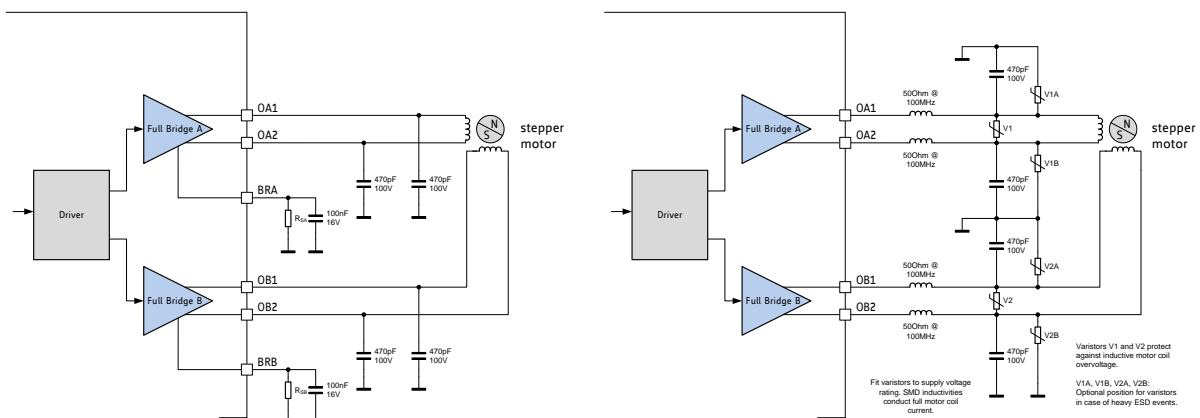 Driver
Full Bridge A
Full Bridge B
OA1
OA2
BRA
OB1
OB2
BRB
R SA
100nF
16V
470pF
100V
470pF
100V
R SB
100nF
16V
470pF
100V
470pF
100V
N
S
stepper
motor
Driver
Full Bridge A
Full Bridge B
OA1
OA2
OB1
OB2
50Ohm @
100MHz
50Ohm @
100MHz
50Ohm @
100MHz
50Ohm @
100MHz
470pF
100V
V1A
V1
V1B
470pF
100V
470pF
100V
V2A
V2
V2B
470pF
100V
N
S
stepper
motor
Fit varistors to supply voltage
rating. SMD inductivities
conduct full motor coil
current.
Varistors V1 and V2 protect
against inductive motor coil
overvoltage.
V1A, V1B, V2A, V2B:
Optional position for varistors
in case of heavy ESD events.